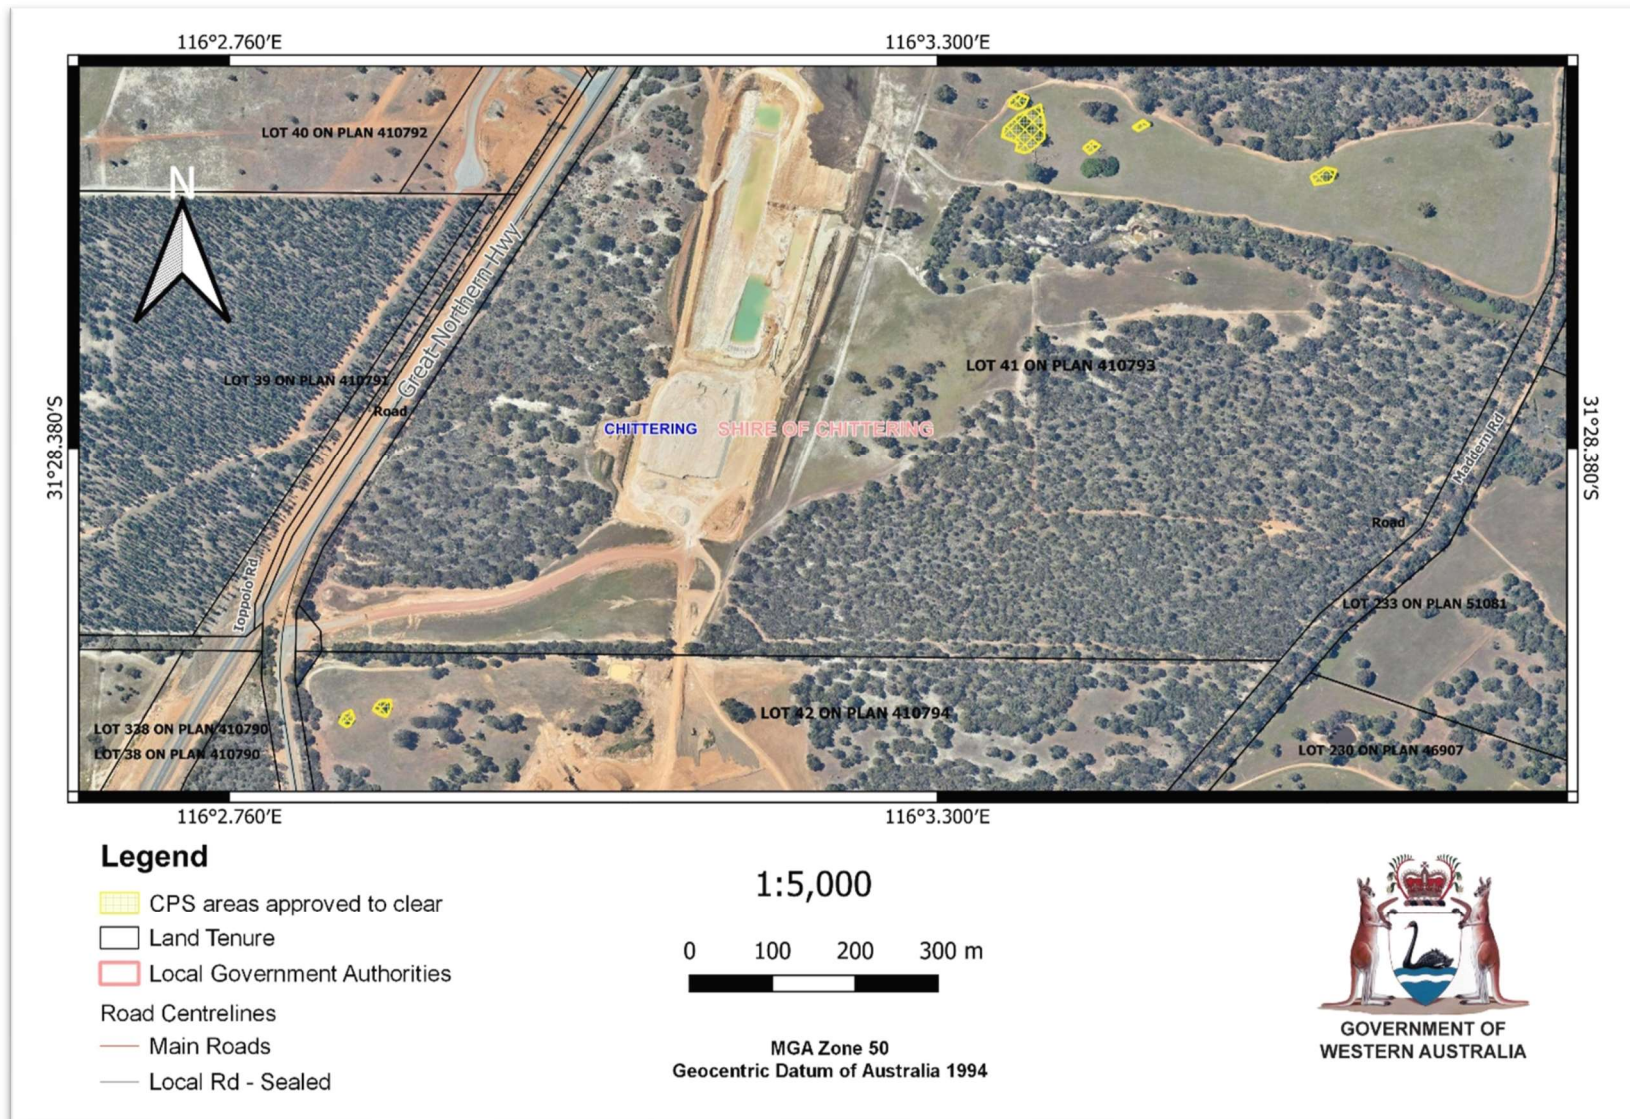 116°2.760'E
116°3.300'E
LOT 40 ON PLAN 410792
N
Great Northern Hwy
LOT 39 ON PLAN 410791
Road
LOT 41 ON PLAN 410793
CHITTERING
SHIRE OF CHITTERING
31°28.380'S
31°28.380'S
Maddern Rd
Road
Ioppolo Rd
LOT 233 ON PLAN 51081
LOT 42 ON PLAN 410794
LOT 338 ON PLAN 410790
LOT 38 ON PLAN 410790
LOT 230 ON PLAN 46907
116°2.760'E
116°3.300'E
Legend
CPS areas approved to clear
Land Tenure
Local Government Authorities
Road Centrelines
Main Roads
Local Rd - Sealed
1:5,000
0 100 200 300 m
MGA Zone 50
Geocentric Datum of Australia 1994
GOVERNMENT OF
WESTERN AUSTRALIA